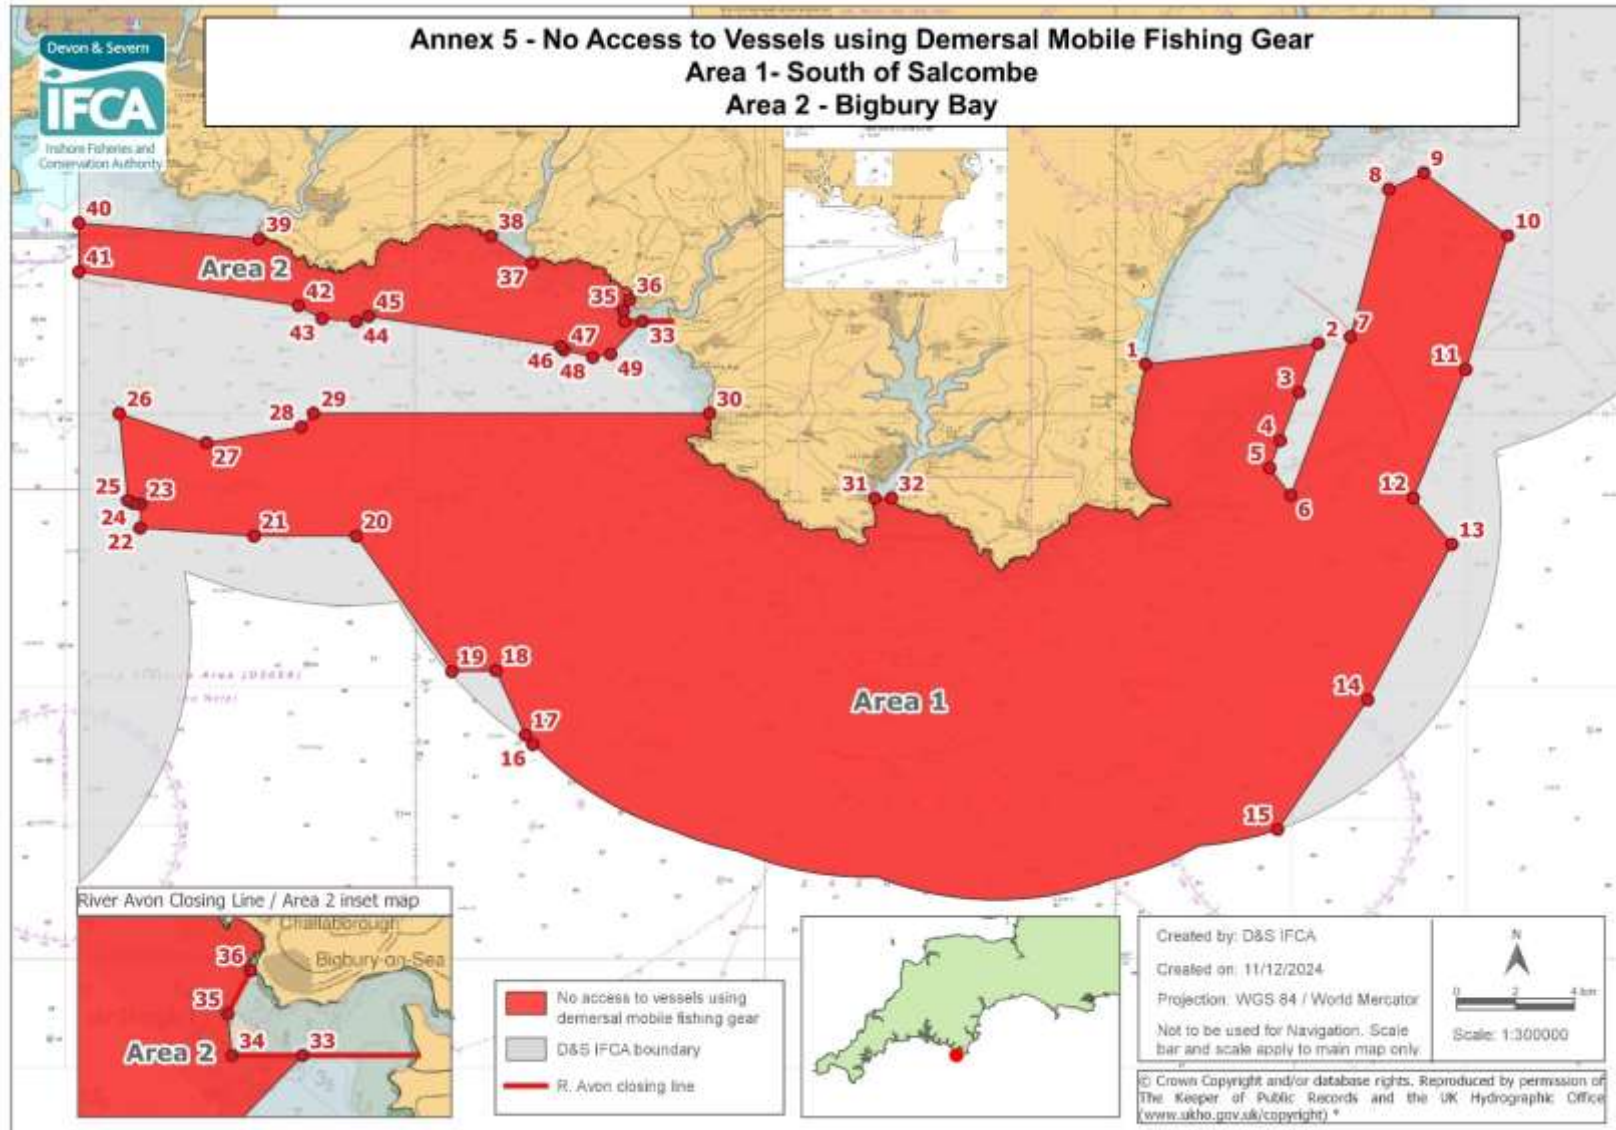 Devon & Severn
IFCA
Inshore Fisheries and
Conservation Authority
Annex 5 - No Access to Vessels using Demersal Mobile Fishing Gear
Area 1- South of Salcombe
Area 2 - Bigbury Bay
40
39
38
41
Area 2
37
42
45
43
44
36
35
33
47
46
48
49
8
9
10
1
2
7
3
11
4
5
6
12
13
26
28
29
30
27
25
23
24
22
21
20
31
32
19
18
17
16
Area 1
14
15
River Avon Closing Line / Area 2 inset map
Challaborough
Bigbury-on-Sea
36
35
34
33
Area 2
No access to vessels using
demersal mobile fishing gear
D&S IFCA boundary
R. Avon closing line
Created by: D&S IFCA
Created on: 11/12/2024
Projection: WGS 84 / World Mercator
Not to be used for Navigation. Scale
bar and scale apply to main map only
N
0 2 4 km
Scale: 1:300000
© Crown Copyright and/or database rights. Reproduced by permission of
The Keeper of Public Records and the UK Hydrographic Office
(www.ukho.gov.uk/copyright) *